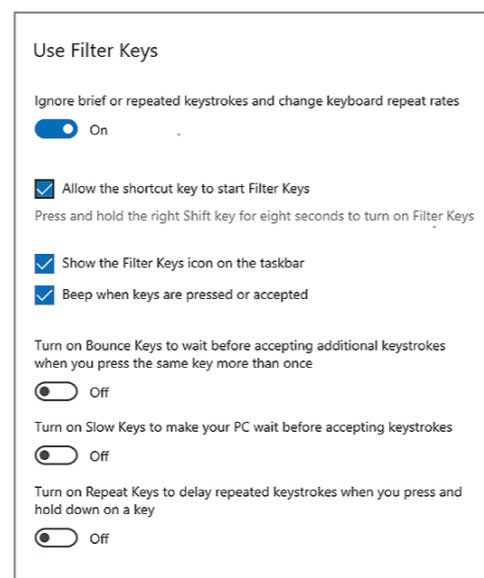 Use Filter Keys
Ignore brief or repeated keystrokes and change keyboard repeat rates
On
Allow the shortcut key to start Filter Keys
Press and hold the right Shift key for eight seconds to turn on Filter Keys
Show the Filter Keys icon on the taskbar
Beep when keys are pressed or accepted
Turn on Bounce Keys to wait before accepting additional keystrokes
when you press the same key more than once
Off
Turn on Slow Keys to make your PC wait before accepting keystrokes
Off
Turn on Repeat Keys to delay repeated keystrokes when you press and
hold down on a key
Off